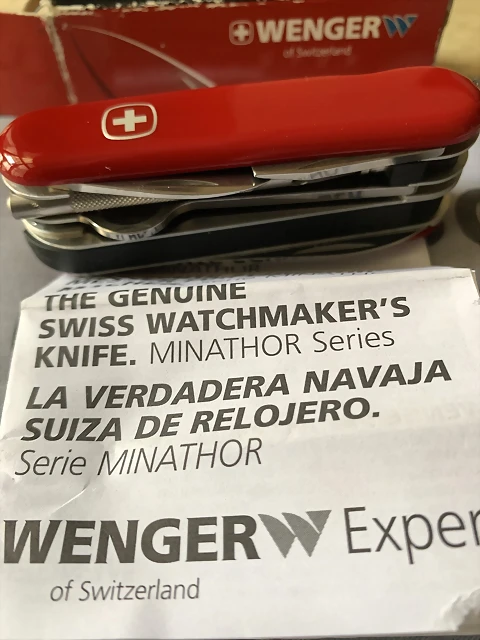 WENGER
of Switzerland
MINATHOR
THE GENUINE
SWISS WATCHMAKER'S
KNIFE. MINATHOR Series
LA VERDADERA NAVAJA
SUIZA DE RELOJERO.
Serie MINATHOR
WENGER Exper
of Switzerland